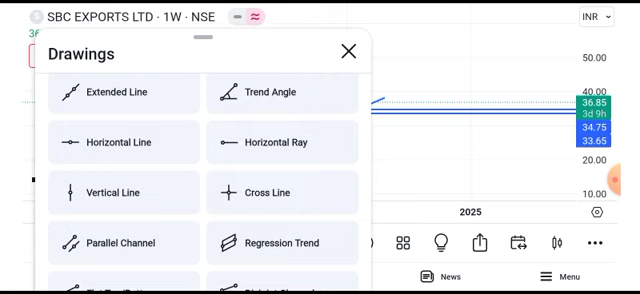 SBC EXPORTS LTD · 1W · NSE
INR
Drawings
Extended Line
Trend Angle
Horizontal Line
Horizontal Ray
Vertical Line
Cross Line
Parallel Channel
Regression Trend
50.00
40.00
36.85
3d 9h
34.75
33.65
20.00
10.00
2025
News
Menu